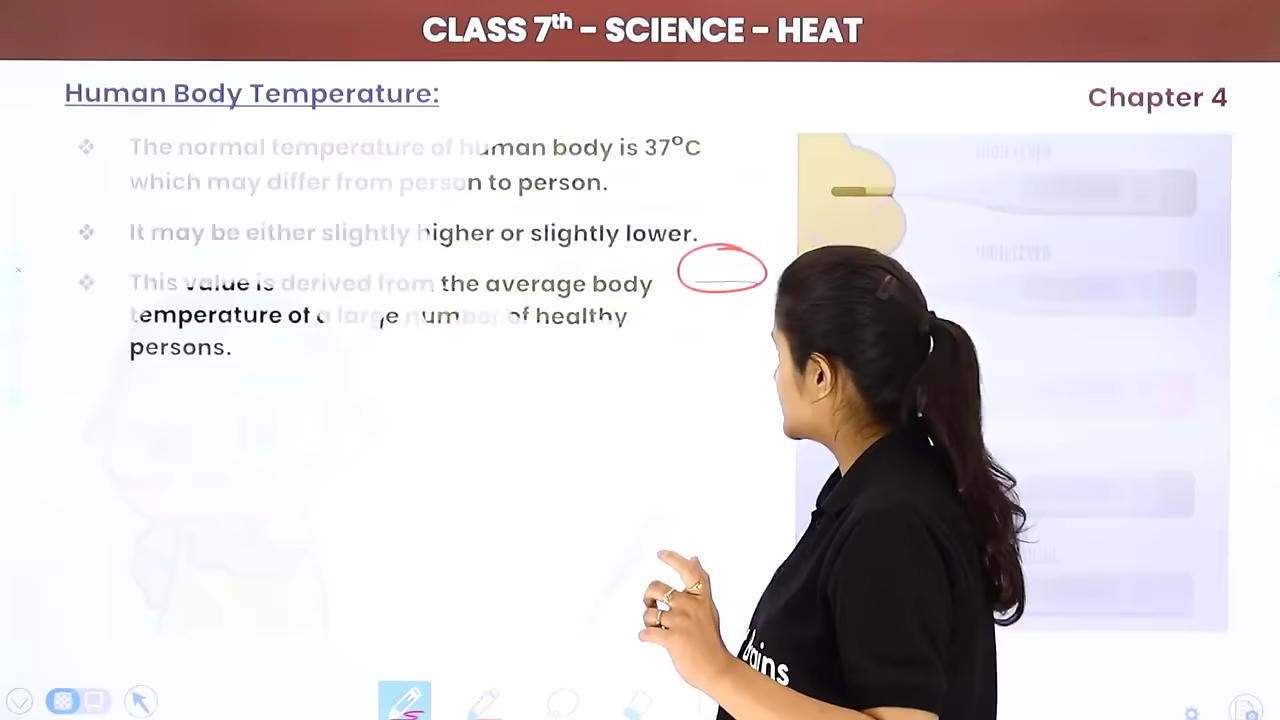 CLASS 7th - SCIENCE - HEAT
Human Body Temperature:
Chapter 4
The normal temperature of human body is 37°C
which may differ from person to person.
It may be either slightly higher or slightly lower.
This value is derived from the average body
temperature of a large number of healthy
persons.
HIGH FEVER